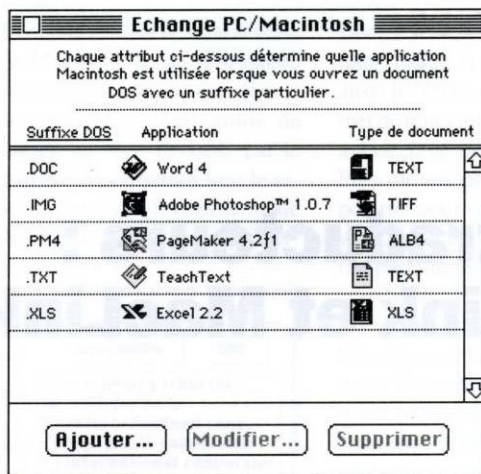 Echange PC/Macintosh
Chaque attribut ci-dessous détermine quelle application
Macintosh est utilisée lorsque vous ouvrez un document
DOS avec un suffixe particulier.
Suffixe DOS Application Type de document
.DOC Word 4 TEXT
.IMG Adobe Photoshop™ 1.0.7 TIFF
.PM4 PageMaker 4.2ƒ1 ALB4
.TXT TeachText TEXT
.XLS Excel 2.2 XLS
Ajouter... Modifier... Supprimer